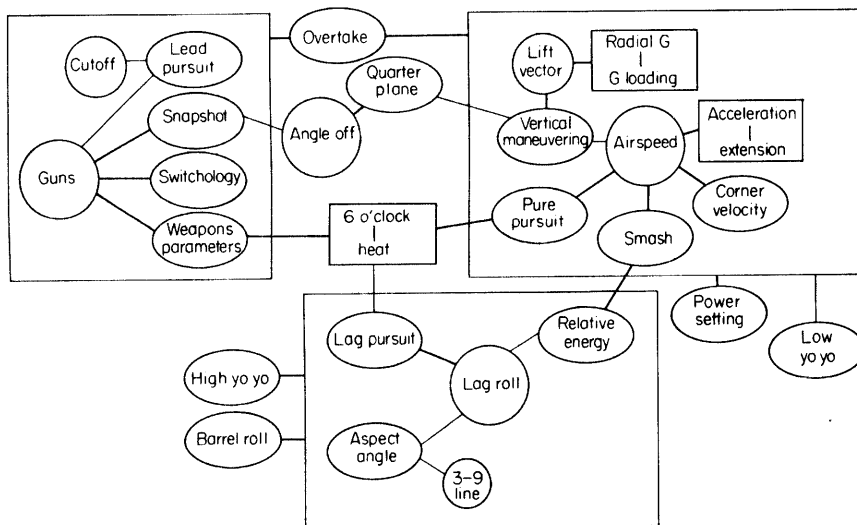 Overtake
Lead
pursuit
Cutoff
Snapshot
Guns
Switchology
Weapons
parameters
Quarter
plane
Angle off
Lift
vector
Radial G
G loading
Vertical
maneuvering
Airspeed
Acceleration
extension
Pure
pursuit
Corner
velocity
Smash
6 o'clock
heat
Power
setting
Low
yo yo
Lag pursuit
Relative
energy
High yo yo
Lag roll
Barrel roll
Aspect
angle
3–9
line